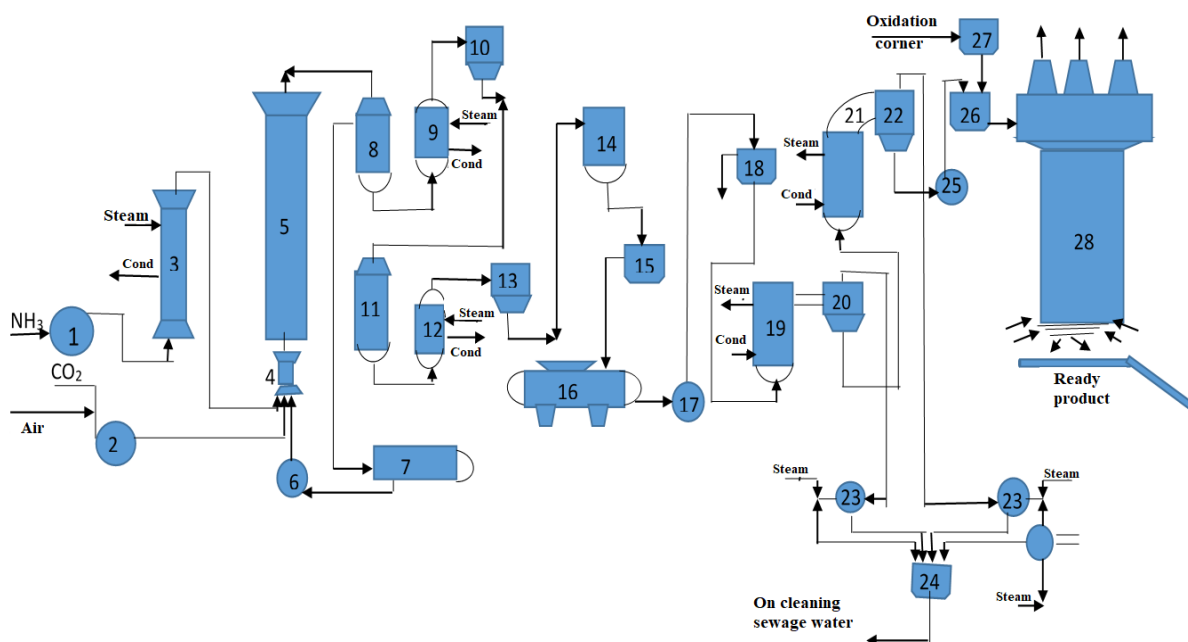 Oxidation
corner
27
10
Steam
9
Cond
8
14
18
21
22
Steam
Cond
26
25
28
5
Steam
3
Cond
NH₃
1
CO₂
Air
2
4
6
7
11
12
Steam
Cond
13
15
16
17
Steam
19
Cond
20
Ready
product
Steam
23
23
Steam
24
Steam
On cleaning
sewage water